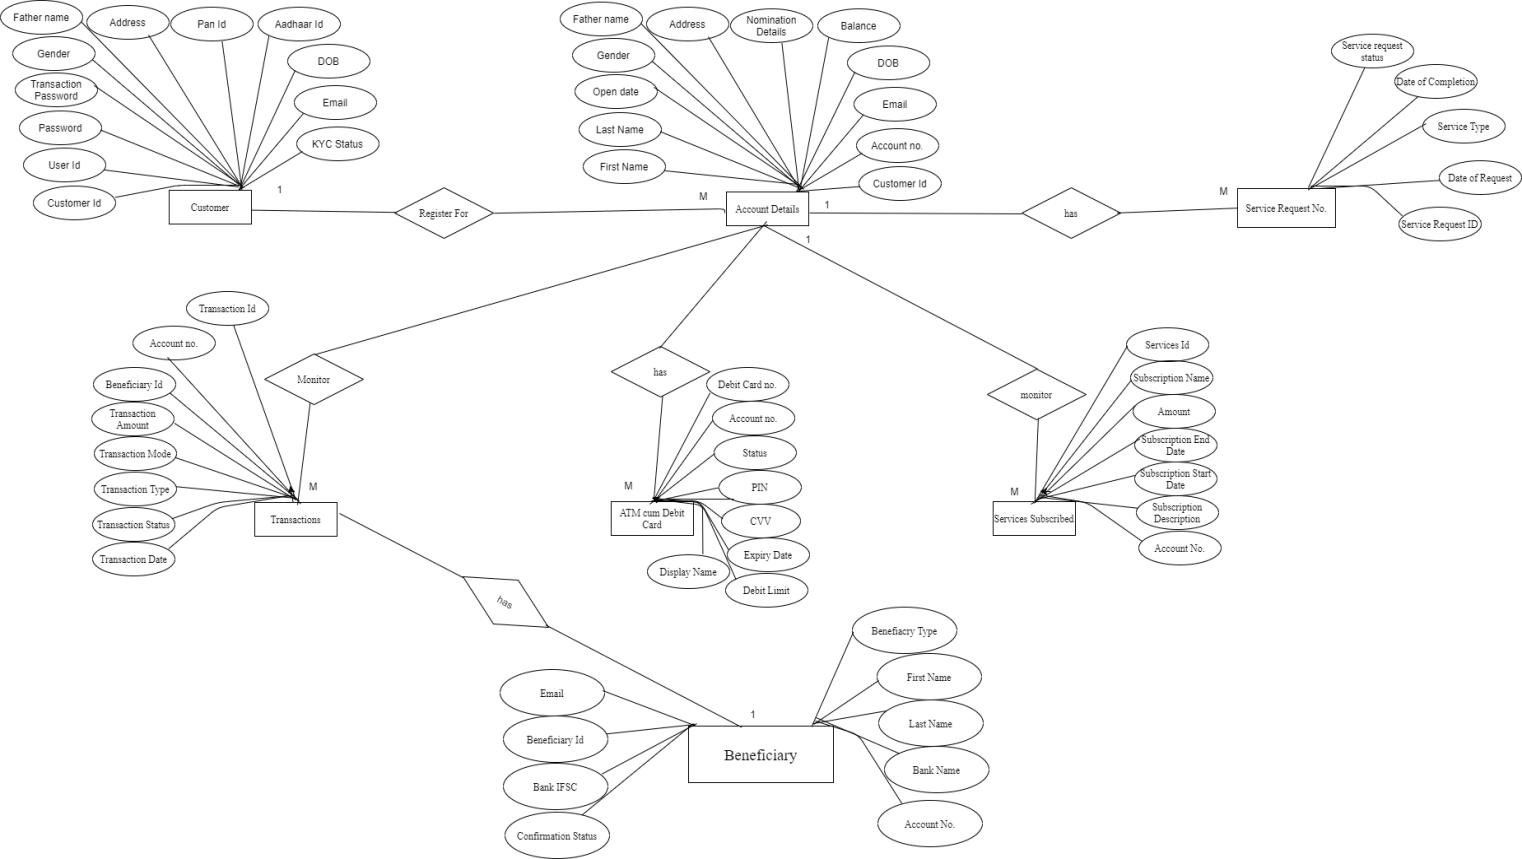 Father name
Address
Pan Id
Aadhaar Id
Gender
DOB
Transaction
Password
Email
Password
KYC Status
User Id
Customer Id
1
Customer
Register For
Father name
Address
Nomination
Details
Balance
Gender
DOB
Open date
Email
Last Name
Account no.
First Name
Customer Id
M
Account Details
1
1
has
Service request
status
Date of Completion
Service Type
Date of Request
Service Request ID
M
Service Request No.
Transaction Id
Account no.
Beneficiary Id
Transaction
Amount
Transaction Mode
Transaction Type
Transaction Status
Transaction Date
Monitor
M
Transactions
has
Debit Card no.
Account no.
Status
PIN
CVV
Expiry Date
Debit Limit
Display Name
M
ATM cum Debit
Card
monitor
Services Id
Subscription Name
Amount
Subscription End
Date
Subscription Start
Date
Subscription
Description
Account No.
M
Services Subscribed
has
Email
Beneficiary Id
Bank IFSC
Confirmation Status
1
Beneficiary
Benefiacry Type
First Name
Last Name
Bank Name
Account No.